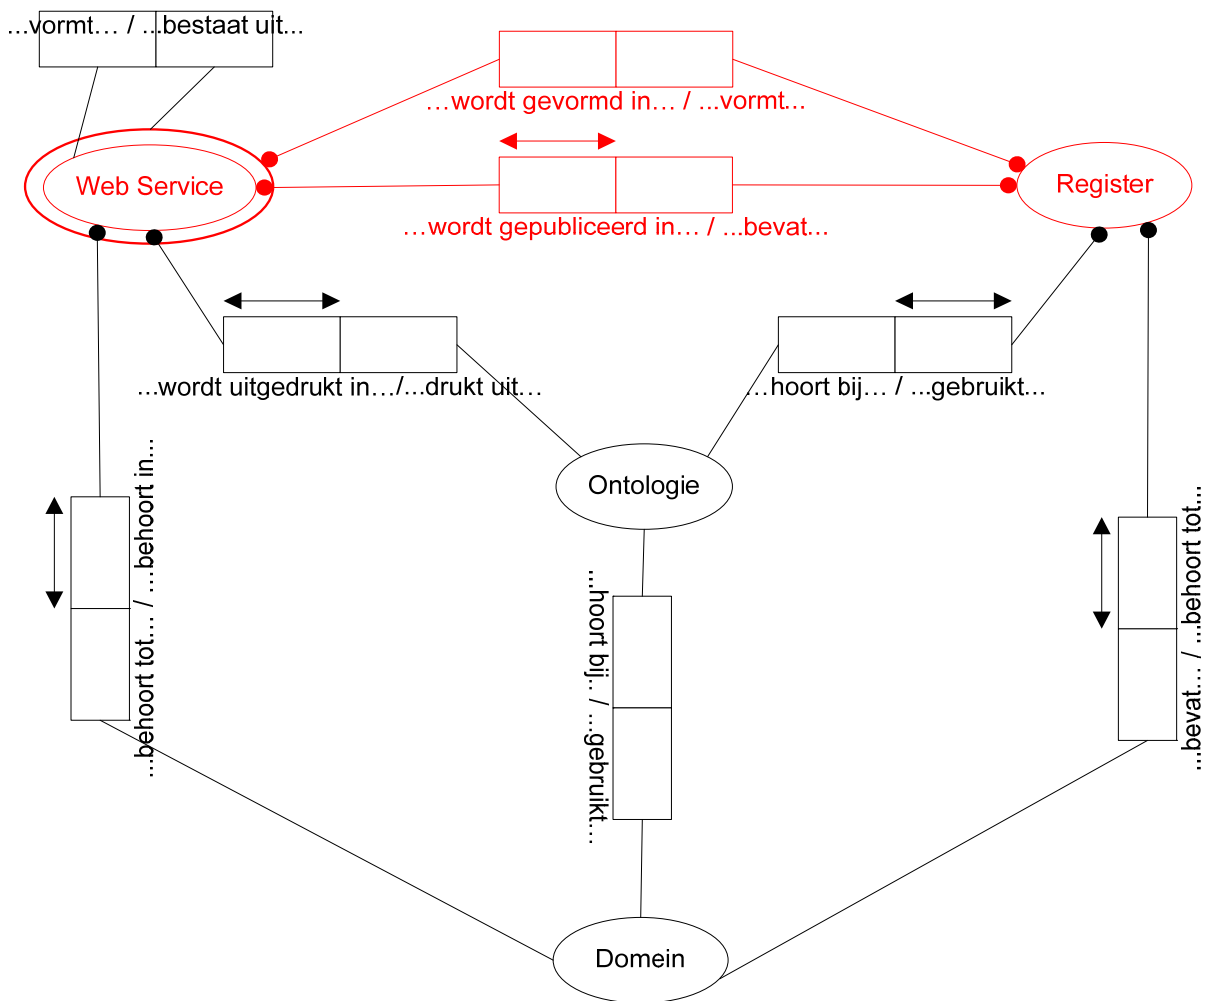 ...vormt… / ...bestaat uit...
…wordt gevormd in… / ...vormt...
Web Service
Register
…wordt gepubliceerd in… / ...bevat...
...wordt uitgedrukt in…/...drukt uit…
...hoort bij… / ...gebruikt...
Ontologie
...behoort tot… / …behoort in...
...hoort bij.. / ...gebruikt…
...bevat… / ...behoort tot...
Domein